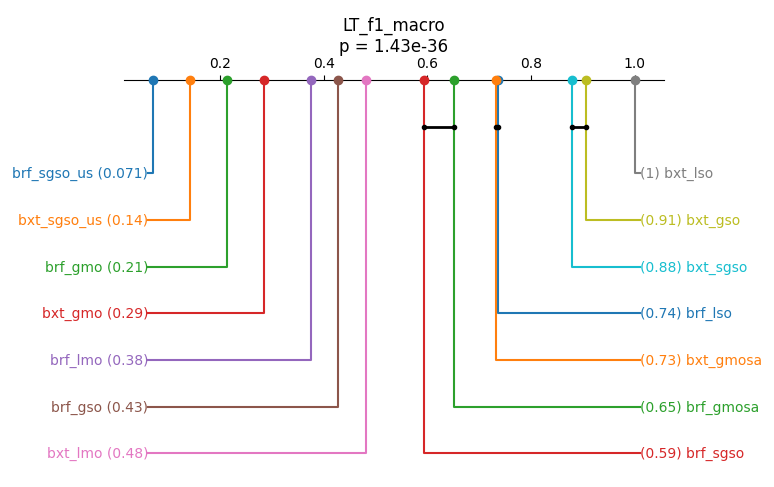 LT_f1_macro
p = 1.43e-36
0.2 0.4 0.6 0.8 1.0
brf_sgso_us (0.071) (1) bxt_lso
bxt_sgso_us (0.14) (0.91) bxt_gso
brf_gmo (0.21) (0.88) bxt_sgso
bxt_gmo (0.29) (0.74) brf_lso
brf_lmo (0.38) (0.73) bxt_gmosa
brf_gso (0.43) (0.65) brf_gmosa
bxt_lmo (0.48) (0.59) brf_sgso